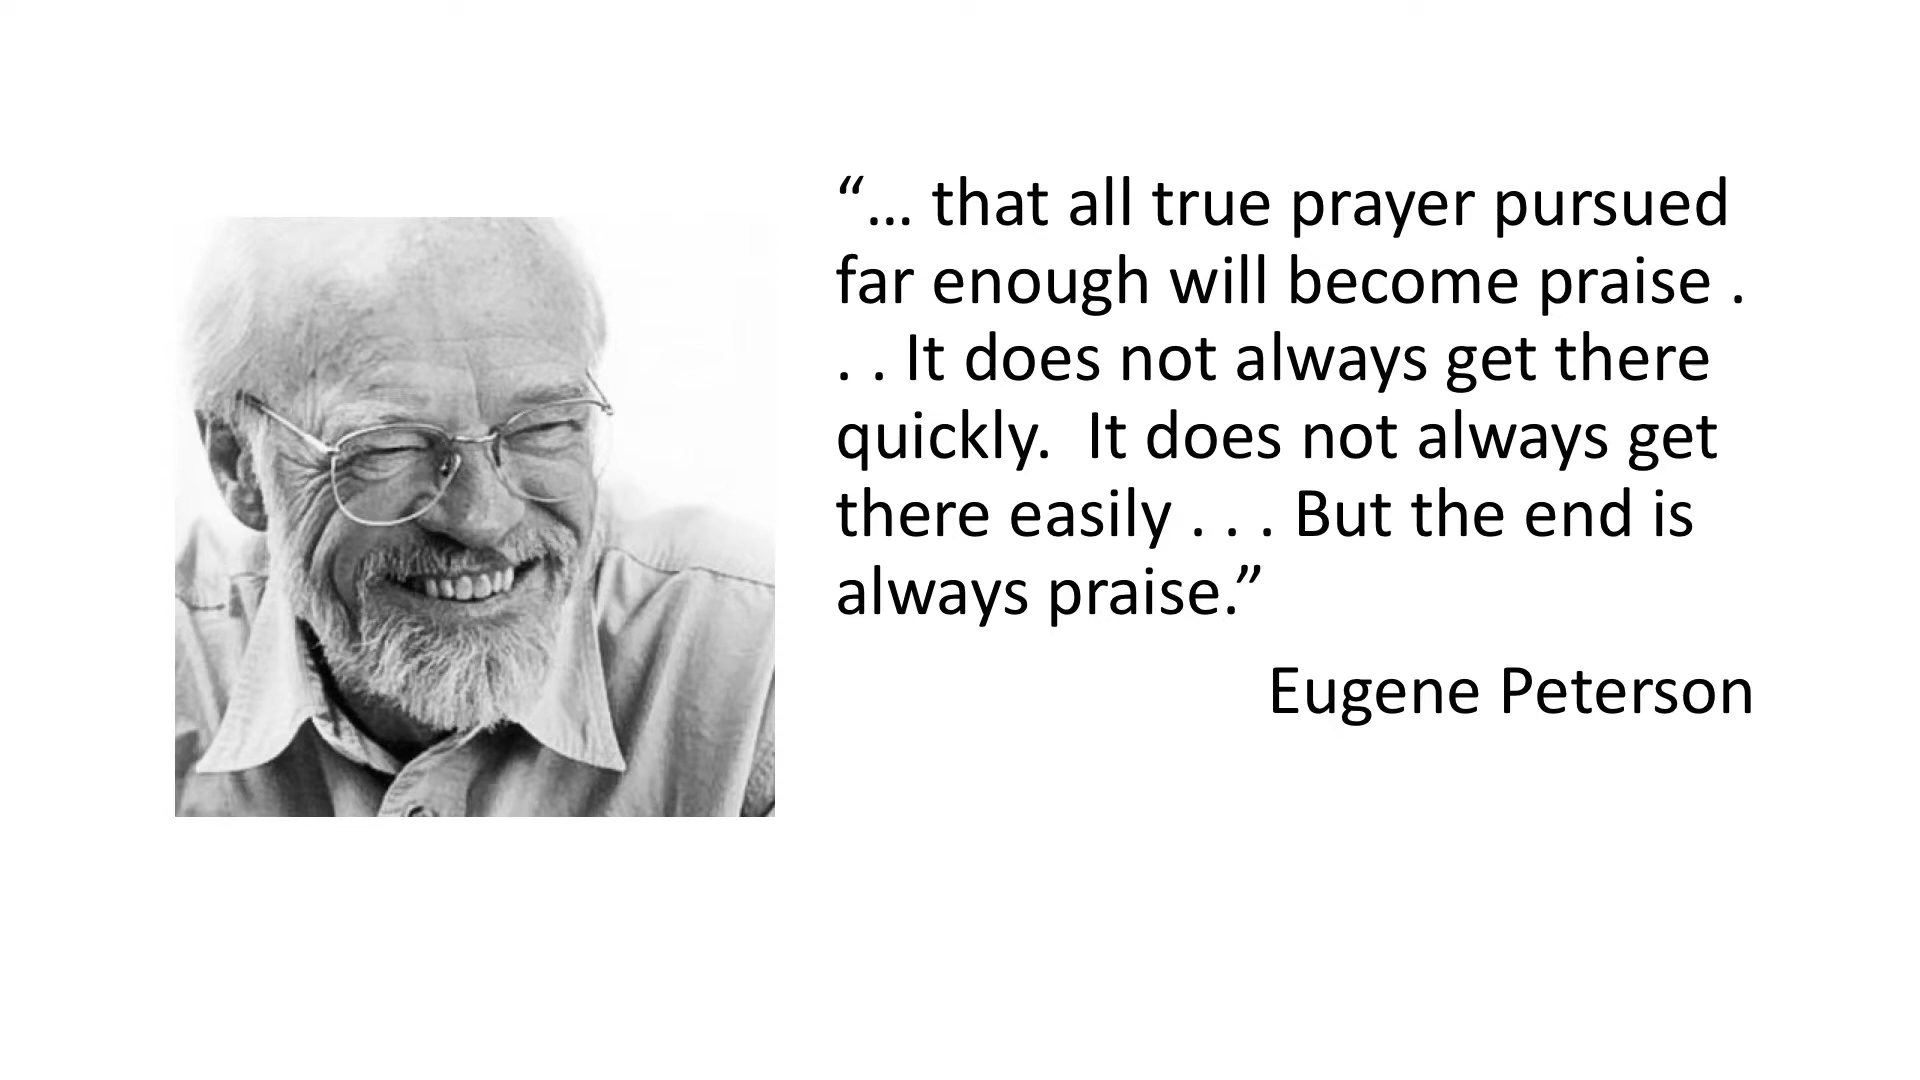 “… that all true prayer pursued
far enough will become praise .
. . It does not always get there
quickly.  It does not always get
there easily . . . But the end is
always praise.”
Eugene Peterson